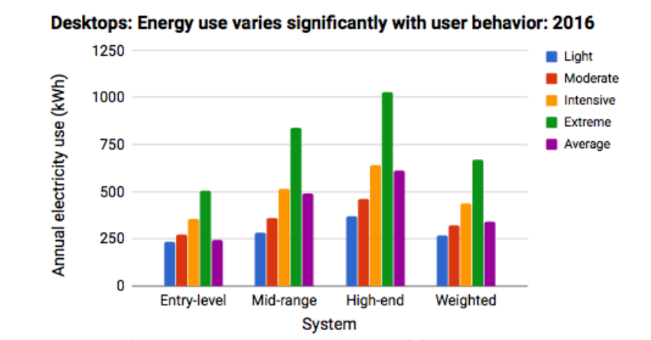 Desktops: Energy use varies significantly with user behavior: 2016
Annual electricity use (kWh)
1250
1000
750
500
250
0
Entry-level Mid-range High-end Weighted
System
Light
Moderate
Intensive
Extreme
Average